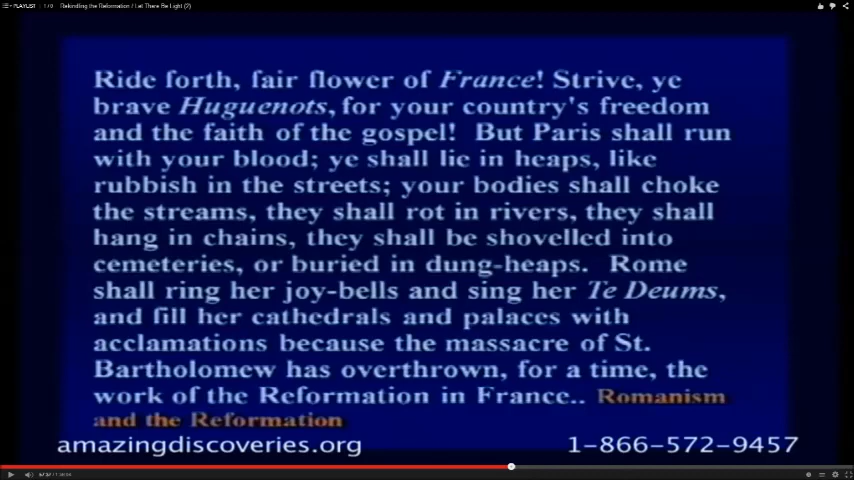 PLAYLIST
Rekindling the Reformation / Let There Be Light (2)
Ride forth, fair flower of France! Strive, ye
brave Huguenots, for your country's freedom
and the faith of the gospel! But Paris shall run
with your blood; ye shall lie in heaps, like
rubbish in the streets; your bodies shall choke
the streams, they shall rot in rivers, they shall
hang in chains, they shall be shovelled into
cemeteries, or buried in dung-heaps. Rome
shall ring her joy-bells and sing her Te Deums,
and fill her cathedrals and palaces with
acclamations because the massacre of St.
Bartholomew has overthrown, for a time, the
work of the Reformation in France.. Romanism
and the Reformation
amazingdiscoveries.org 1-866-572-9457